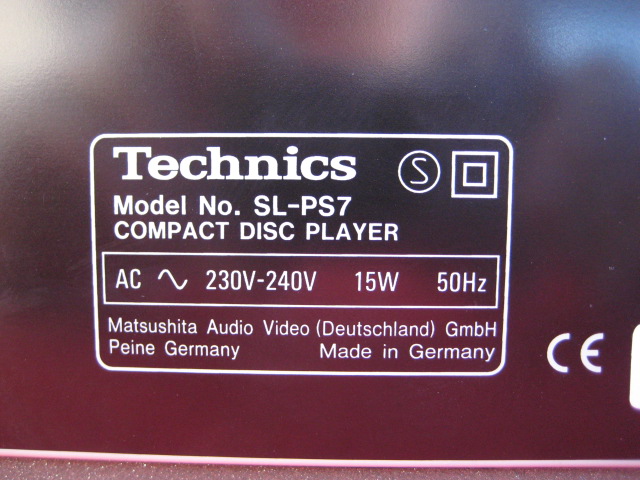 Technics S
Model No. SL-PS7
COMPACT DISC PLAYER
AC 230V-240V 15W 50Hz
Matsushita Audio Video (Deutschland) GmbH
Peine Germany Made in Germany
CE